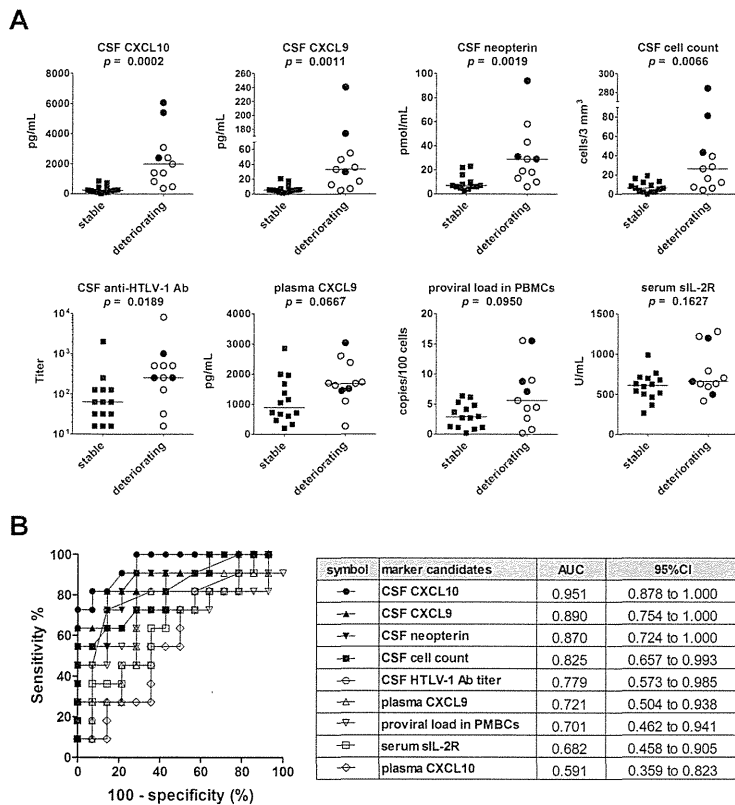 A
CSF CXCL10
p = 0.0002
pg/mL
8000
6000
4000
2000
0
stable
deteriorating
CSF CXCL9
p = 0.0011
pg/mL
260
220
180
140
100
60
40
20
0
stable
deteriorating
CSF neopterin
p = 0.0019
pmol/mL
100
80
60
40
20
0
stable
deteriorating
CSF cell count
p = 0.0066
cells/3 mm3
300
200
100
80
60
40
20
0
stable
deteriorating
CSF anti-HTLV-1 Ab
p = 0.0189
Titer
10 4
10 3
10 2
10 1
stable
deteriorating
plasma CXCL9
p = 0.0667
pg/mL
4000
3000
2000
1000
0
stable
deteriorating
proviral load in PBMCs
p = 0.0950
copies/100 cells
20
15
10
5
0
stable
deteriorating
serum sIL-2R
p = 0.1627
U/mL
1500
1000
500
0
stable
deteriorating
B
Sensitivity %
100
80
60
40
20
0
0 20 40 60 80 100
100 - specificity (%)
symbol marker candidates AUC 95%CI
CSF CXCL10 0.951 0.878 to 1.000
CSF CXCL9 0.890 0.754 to 1.000
CSF neopterin 0.870 0.724 to 1.000
CSF cell count 0.825 0.657 to 0.993
CSF HTLV-1 Ab titer 0.779 0.573 to 0.985
plasma CXCL9 0.721 0.504 to 0.938
proviral load in PMBCs 0.701 0.462 to 0.941
serum sIL-2R 0.682 0.458 to 0.905
plasma CXCL10 0.591 0.359 to 0.823